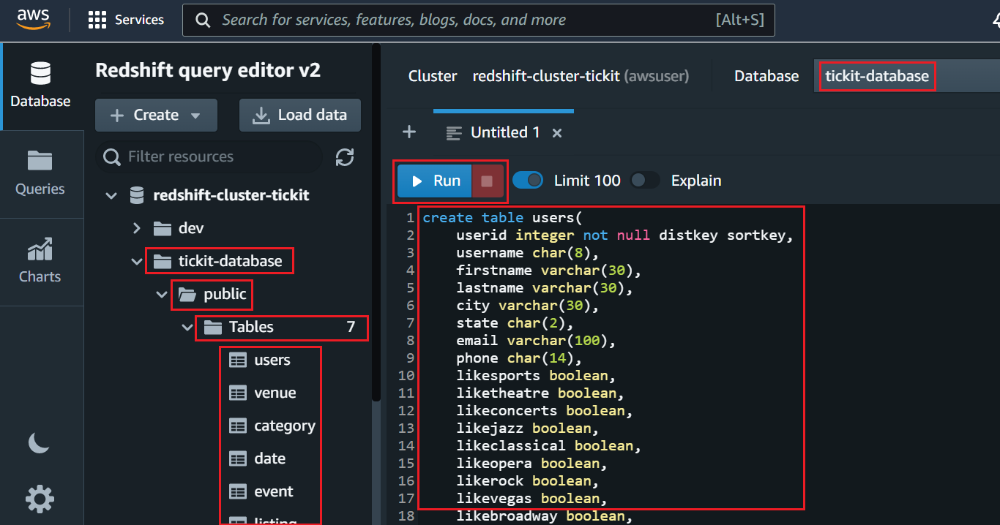 aws
Services
Search for services, features, blogs, docs, and more
[Alt+S]
Database
Queries
Charts
Redshift query editor v2
Create
Load data
Filter resources
redshift-cluster-tickit
dev
tickit-database
public
Tables 7
users
venue
category
date
event
listing
Cluster redshift-cluster-tickit (awsuser) Database tickit-database
Untitled 1
Run Limit 100 Explain
1 create table users(
2 userid integer not null distkey sortkey,
3 username char(8),
4 firstname varchar(30),
5 lastname varchar(30),
6 city varchar(30),
7 state char(2),
8 email varchar(100),
9 phone char(14),
10 likesports boolean,
11 liketheatre boolean,
12 likeconcerts boolean,
13 likejazz boolean,
14 likeclassical boolean,
15 likeopera boolean,
16 likerock boolean,
17 likevegas boolean,
18 likebroadway boolean,